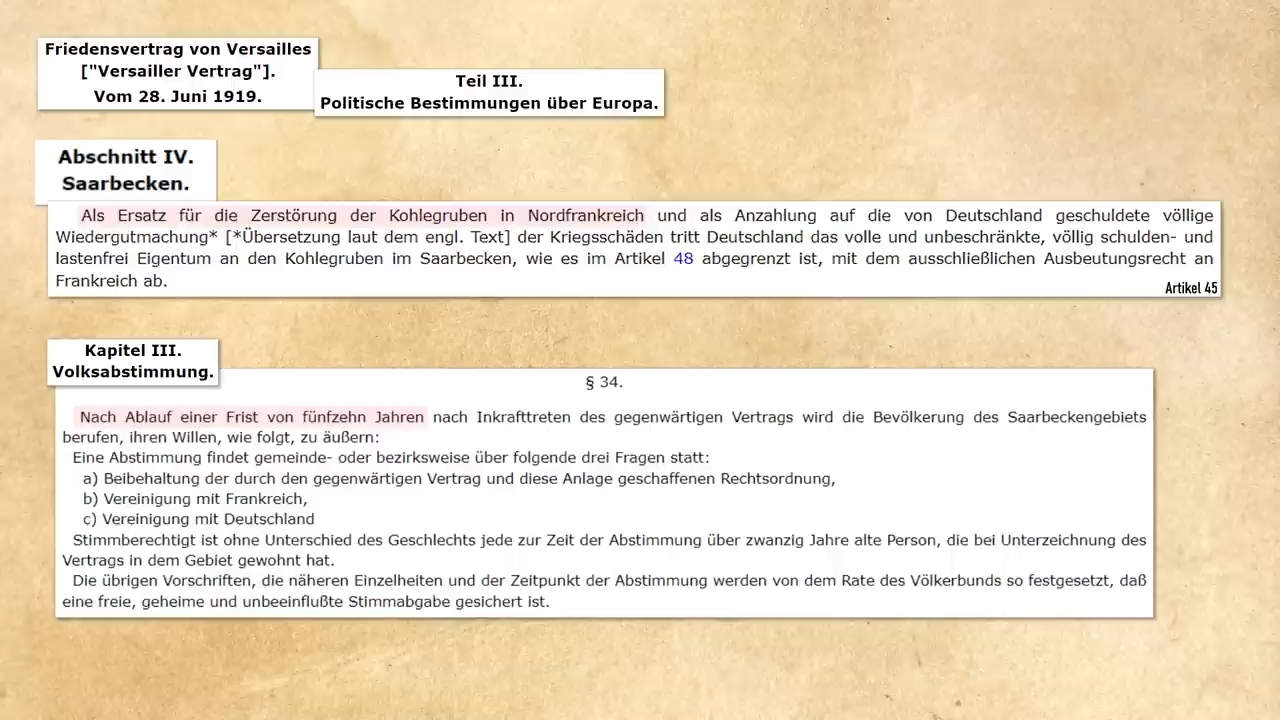 Friedensvertrag von Versailles
["Versailler Vertrag"].
Vom 28. Juni 1919.
Teil III.
Politische Bestimmungen über Europa.
Abschnitt IV.
Saarbecken.
Als Ersatz für die Zerstörung der Kohlegruben in Nordfrankreich und als Anzahlung auf die von Deutschland geschuldete völlige
Wiedergutmachung* [*Übersetzung laut dem engl. Text] der Kriegsschäden tritt Deutschland das volle und unbeschränkte, völlig schulden- und
lastenfrei Eigentum an den Kohlegruben im Saarbecken, wie es im Artikel 48 abgegrenzt ist, mit dem ausschließlichen Ausbeutungsrecht an
Frankreich ab.
Artikel 45
Kapitel III.
Volksabstimmung.
§ 34.
Nach Ablauf einer Frist von fünfzehn Jahren nach Inkrafttreten des gegenwärtigen Vertrags wird die Bevölkerung des Saarbeckengebiets
berufen, ihren Willen, wie folgt, zu äußern:
Eine Abstimmung findet gemeinde- oder bezirksweise über folgende drei Fragen statt:
a) Beibehaltung der durch den gegenwärtigen Vertrag und diese Anlage geschaffenen Rechtsordnung,
b) Vereinigung mit Frankreich,
c) Vereinigung mit Deutschland
Stimmberechtigt ist ohne Unterschied des Geschlechts jede zur Zeit der Abstimmung über zwanzig Jahre alte Person, die bei Unterzeichnung des
Vertrags in dem Gebiet gewohnt hat.
Die übrigen Vorschriften, die näheren Einzelheiten und der Zeitpunkt der Abstimmung werden von dem Rate des Völkerbunds so festgesetzt, daß
eine freie, geheime und unbeeinflußte Stimmabgabe gesichert ist.